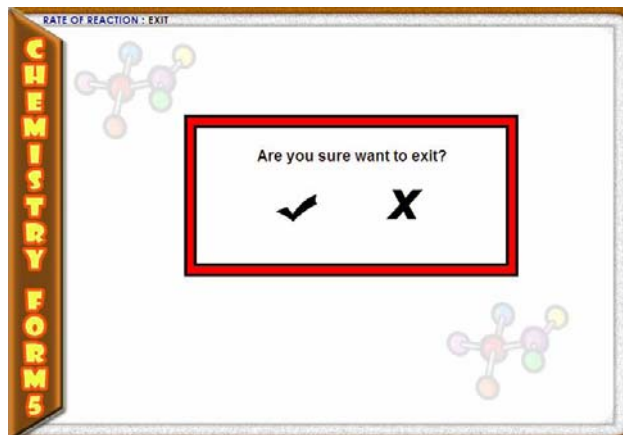 RATE OF REACTION : EXIT
CHEMISTRY FORM 5
Are you sure want to exit?